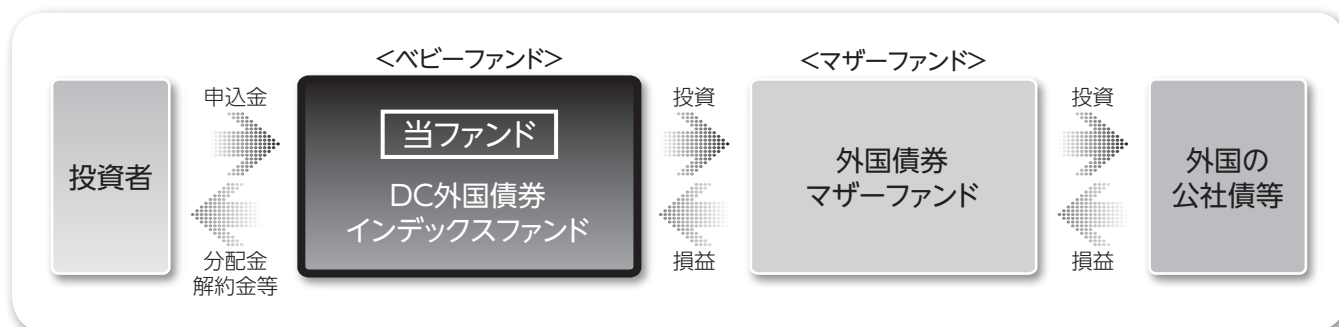 <ベビーファンド>
<マザーファンド>
投資者
申込金
分配金
解約金等
当ファンド
DC外国債券
インデックスファンド
投資
損益
外国債券
マザーファンド
投資
損益
外国の
公社債等